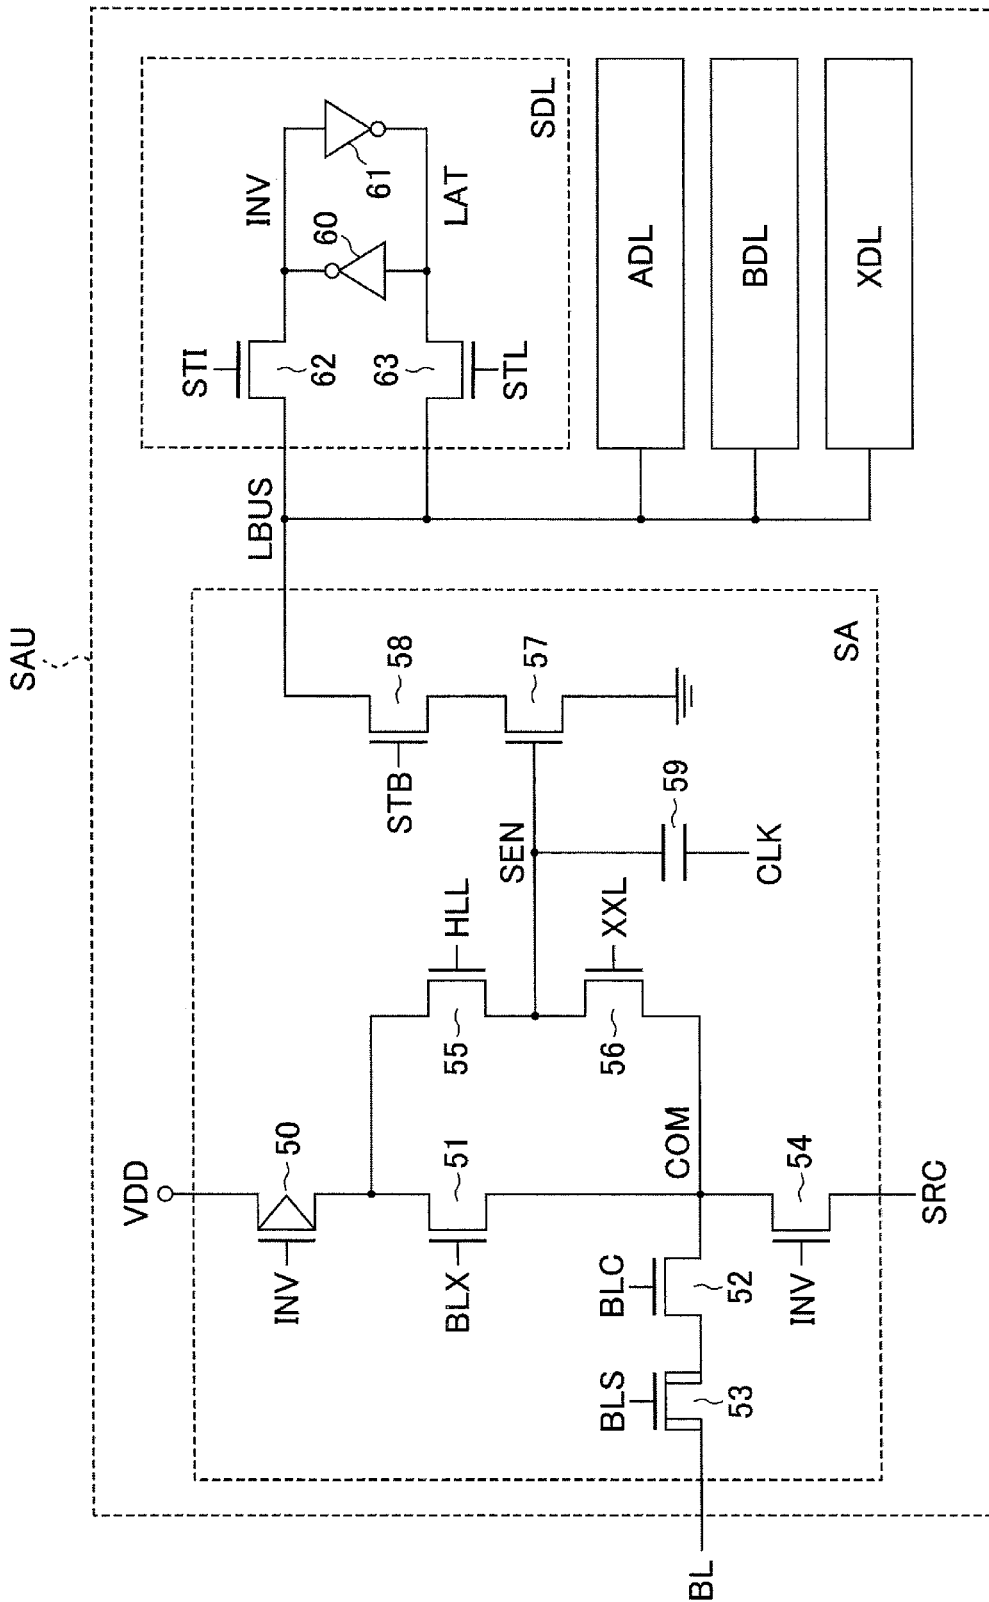 SAU
SDL
INV
61
60
LAT
STI
62
63
STL
ADL
BDL
XDL
LBUS
SA
58
57
STB
59
SEN
CLK
HLL
XXL
55
56
VDD
50
51
COM
54
SRC
INV
BLX
BLC
52
INV
BLS
53
BL